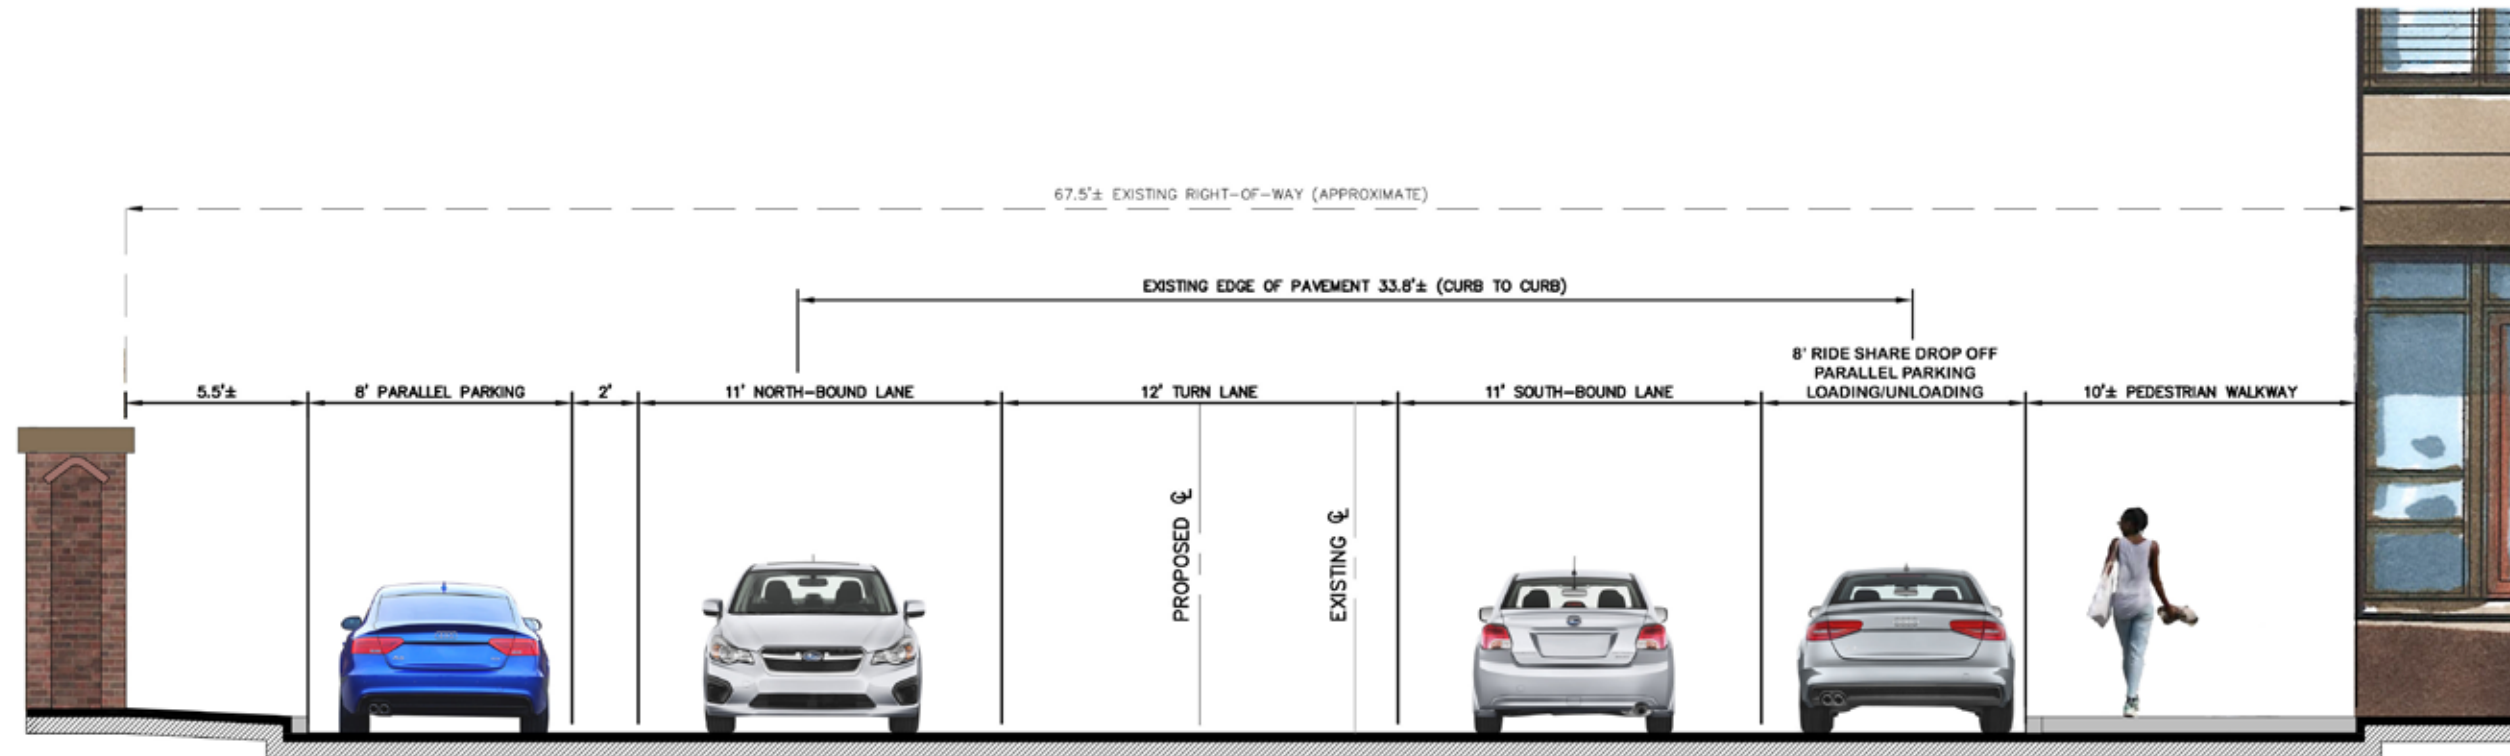 67.5'± EXISTING RIGHT-OF-WAY (APPROXIMATE)
EXISTING EDGE OF PAVEMENT 33.8'± (CURB TO CURB)
5.5'±
8' PARALLEL PARKING
2'
11' NORTH-BOUND LANE
12' TURN LANE
11' SOUTH-BOUND LANE
8' RIDE SHARE DROP OFF
PARALLEL PARKING
LOADING/UNLOADING
10'± PEDESTRIAN WALKWAY
PROPOSED ℄
EXISTING ℄